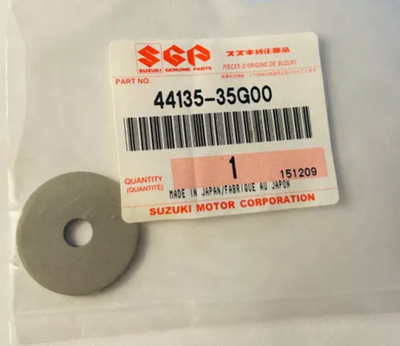 SGP
スズキ純正部品
SUZUKI GENUINE PARTS
PIÈCES D'ORIGINE DE SUZUKI
PART NO.
44135-35G00
QUANTITY
(QUANTITÉ)
1
151209
MADE IN JAPAN/FABRIQUE AU JAPON
SUZUKI MOTOR CORPORATION